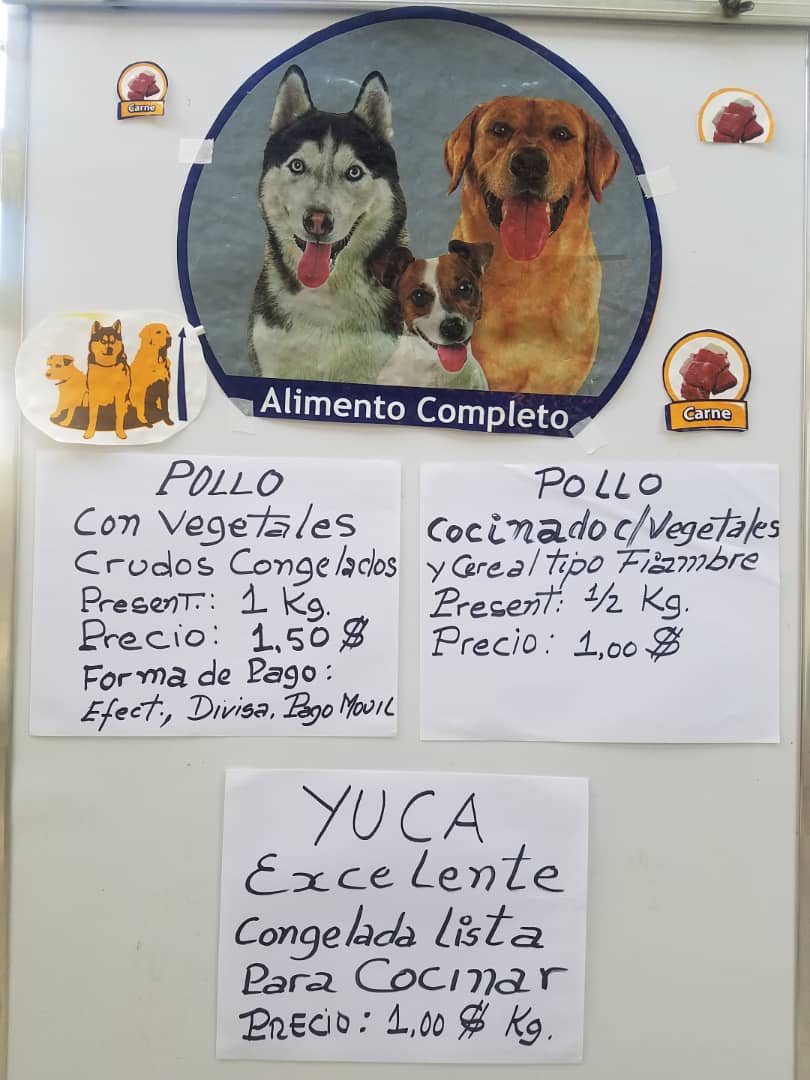 Carne
Alimento Completo
Carne
POLLO
Con Vegetales
Crudos Congelados
Present.: 1 Kg.
Precio: 1,50 $
Forma de Pago:
Efect., Divisa. Pago Movil
POLLO
Cocinado c/Vegetales
y Cereal tipo Fiambre
Present: 1/2 Kg.
Precio: 1,00 $
YUCA
Excelente
Congelada Lista
Para Cocinar
PRECIO: 1,00 $ Kg.